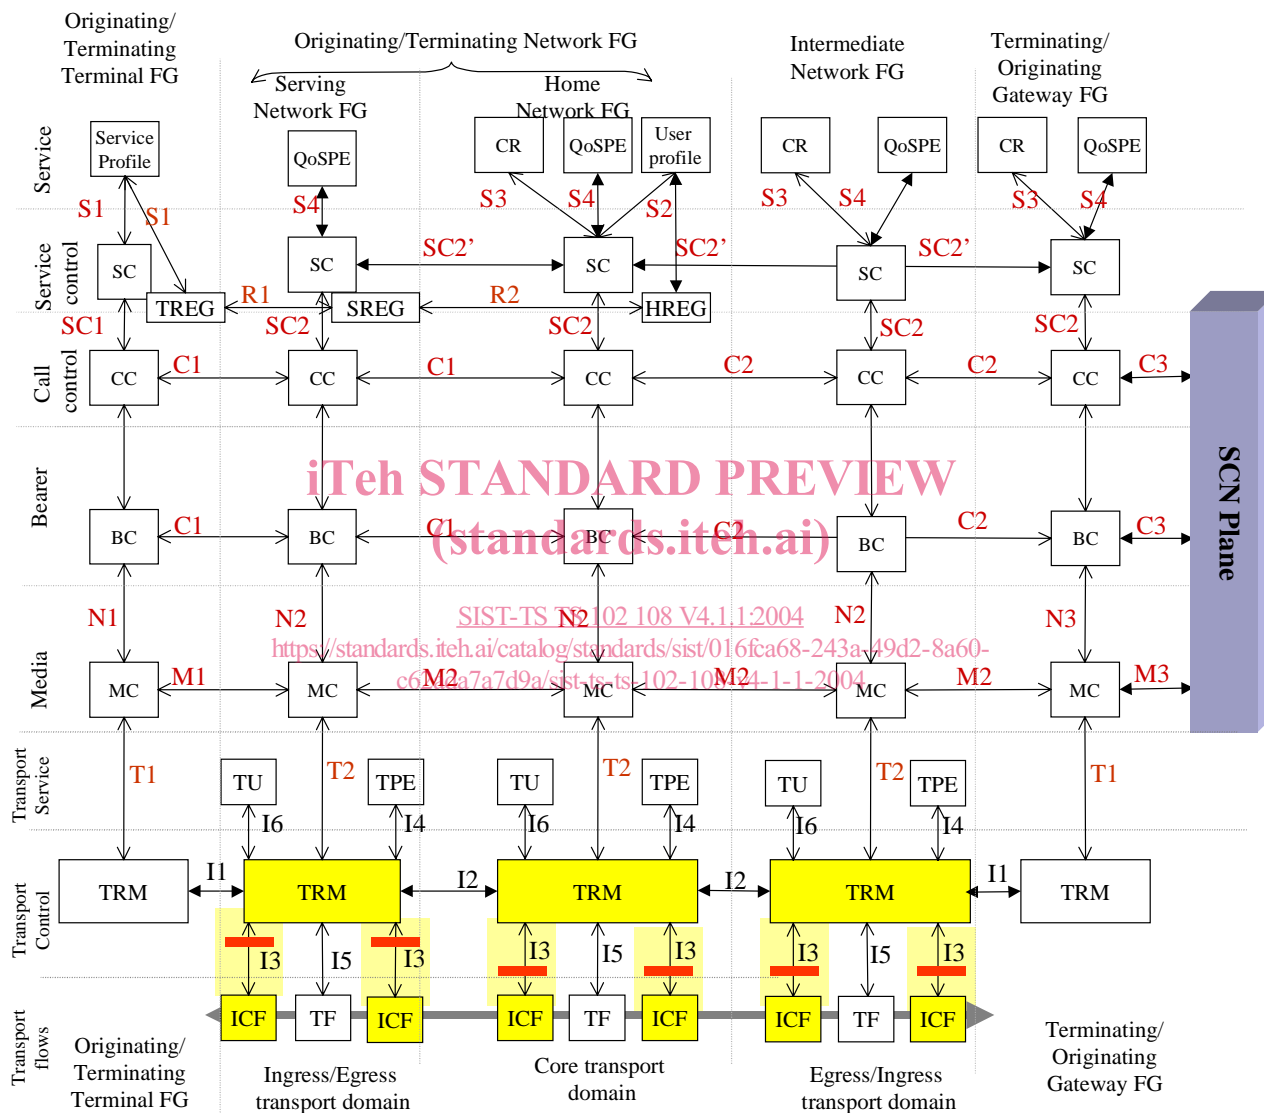 Originating/
Terminating
Terminal FG
Originating/Terminating Network FG
Intermediate
Network FG
Terminating/
Originating
Gateway FG
Serving
Network FG
Home
Network FG
Service
Service
Profile
QoSPE
CR
QoSPE
User
profile
CR
QoSPE
CR
QoSPE
S1
S1
S4
S3
S4
S2
S3
S4
S3
S4
Service
control
SC
SC
SC2’
SC
SC2’
SC
SC2’
SC
TREG
R1
SREG
R2
HREG
SC1
SC2
SC2
SC2
SC2
Call
control
CC
C1
CC
C1
CC
C2
CC
C2
CC
C3
SCN Plane
iTeh STANDARD PREVIEW
(standards.iteh.ai)
Bearer
BC
C1
BC
C1
BC
C2
BC
C2
BC
C3
SIST-TS TS 102 108 V4.1.1:2004
https://standards.iteh.ai/catalog/standards/sist/016fca68-243a-49d2-8a60-
N1
N2
N2
N2
N3
Media
MC
M1
MC
M2
MC
M2
MC
M2
MC
M3
Transport
Service
T1
T2
T2
T2
T1
TU
TPE
TU
TPE
TU
TPE
I6
I4
I6
I4
I6
I4
Transport
Control
TRM
I1
TRM
I2
TRM
I2
TRM
I1
TRM
I3
I5
I3
I3
I5
I3
I3
I5
I3
Transport
flows
ICF
TF
ICF
ICF
TF
ICF
ICF
TF
ICF
Originating/
Terminating
Terminal FG
Ingress/Egress
transport domain
Core transport
domain
Egress/Ingress
transport domain
Terminating/
Originating
Gateway FG